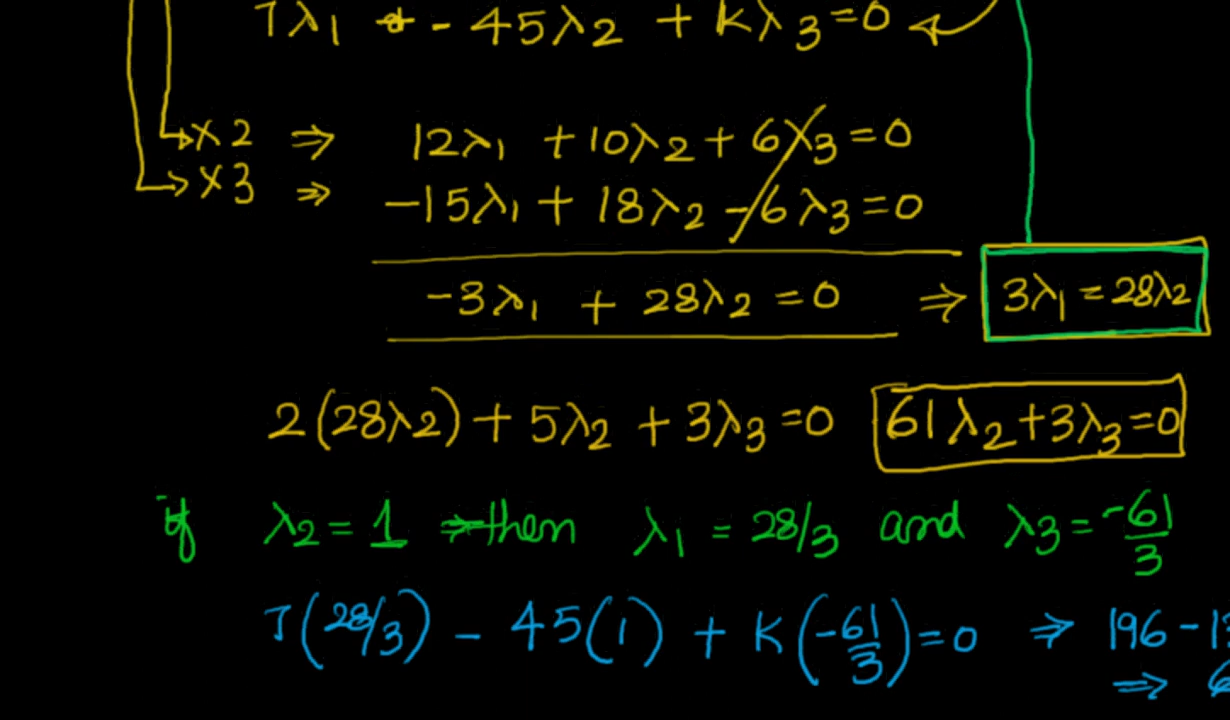 7λ1 - 45λ2 + Kλ3 = 0
×2 ⇒ 12λ1 + 10λ2 + 6λ3 = 0
×3 ⇒ -15λ1 + 18λ2 - 6λ3 = 0
-3λ1 + 28λ2 = 0 ⇒ 3λ1 = 28λ2
2(28λ2) + 5λ2 + 3λ3 = 0 61λ2 + 3λ3 = 0
if λ2 = 1 then λ1 = 28/3 and λ3 = -61/3
7(28/3) - 45(1) + K(-61/3) = 0 ⇒ 196 - 1
⇒ 6